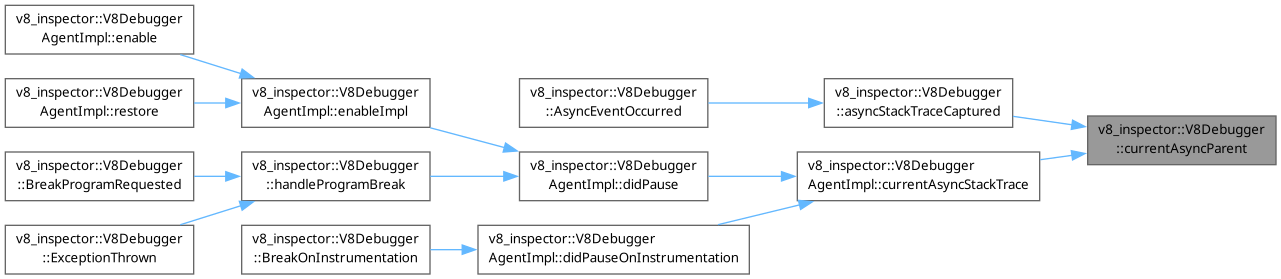 v8_inspector::V8Debugger
AgentImpl::enable
v8_inspector::V8Debugger
AgentImpl::restore
v8_inspector::V8Debugger
AgentImpl::enableImpl
v8_inspector::V8Debugger
::AsyncEventOccurred
v8_inspector::V8Debugger
::asyncStackTraceCaptured
v8_inspector::V8Debugger
::currentAsyncParent
v8_inspector::V8Debugger
::BreakProgramRequested
v8_inspector::V8Debugger
::handleProgramBreak
v8_inspector::V8Debugger
AgentImpl::didPause
v8_inspector::V8Debugger
AgentImpl::currentAsyncStackTrace
v8_inspector::V8Debugger
::ExceptionThrown
v8_inspector::V8Debugger
::BreakOnInstrumentation
v8_inspector::V8Debugger
AgentImpl::didPauseOnInstrumentation